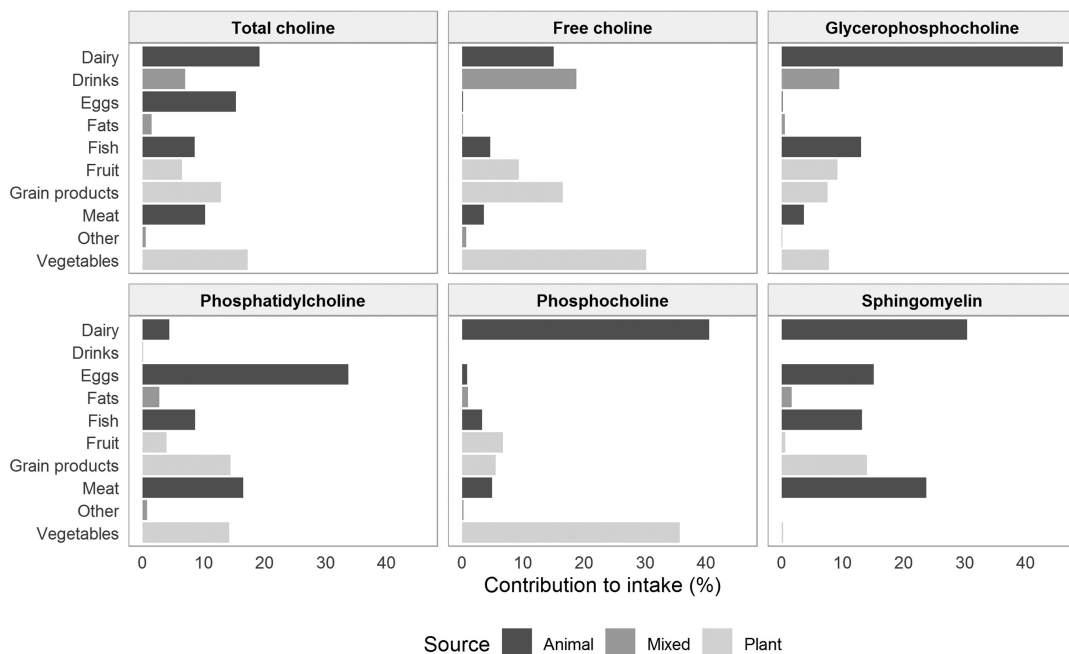 Total choline
Free choline
Glycerophosphocholine
Dairy
Drinks
Eggs
Fats
Fish
Fruit
Grain products
Meat
Other
Vegetables
Phosphatidylcholine
Phosphocholine
Sphingomyelin
Dairy
Drinks
Eggs
Fats
Fish
Fruit
Grain products
Meat
Other
Vegetables
0 10 20 30 40 0 10 20 30 40 0 10 20 30 40
Contribution to intake (%)
Source Animal Mixed Plant